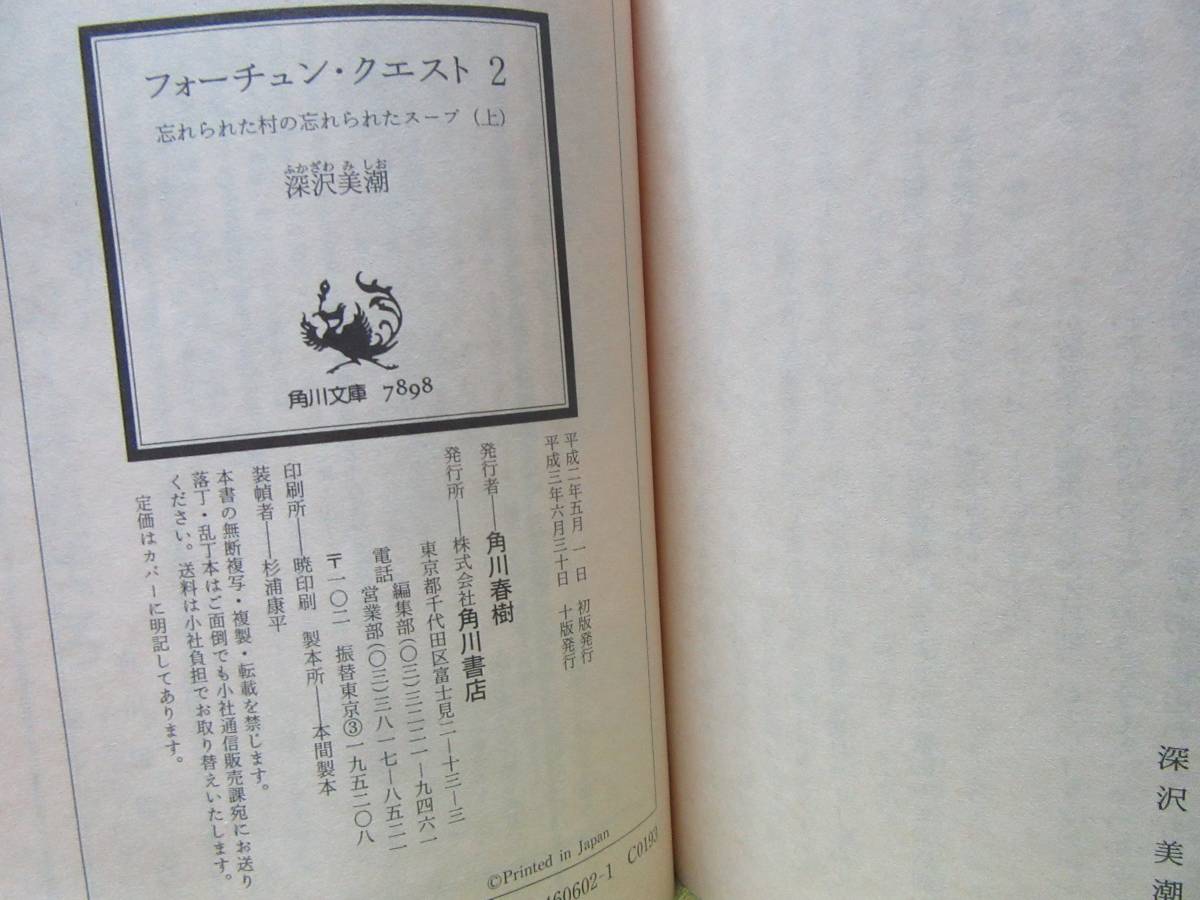 フォーチュン・クエスト 2
忘れられた村の忘れられたスープ（上）
ふかざわ み しお
深沢美潮
角川文庫 7898
平成二年五月 一 日 初版発行
平成三年六月三十日 十版発行
発行者──角川春樹
発行所──株式会社角川書店
東京都千代田区富士見二─十三─三
編集部(〇三)三二二一─九四六一
電話
営業部(〇三)三八一七─八五二一
〒一〇二 振替東京③一九五二〇八
印刷所──暁印刷 製本所──本間製本
装幀者──杉浦康平
本書の無断複写・複製・転載を禁じます。
落丁・乱丁本はご面倒でも小社通信販売課宛にお送り
ください。送料は小社負担でお取り替えいたします。
定価はカバーに明記してあります。
©Printed in Japan
460602-1 C0193
深沢 美潮